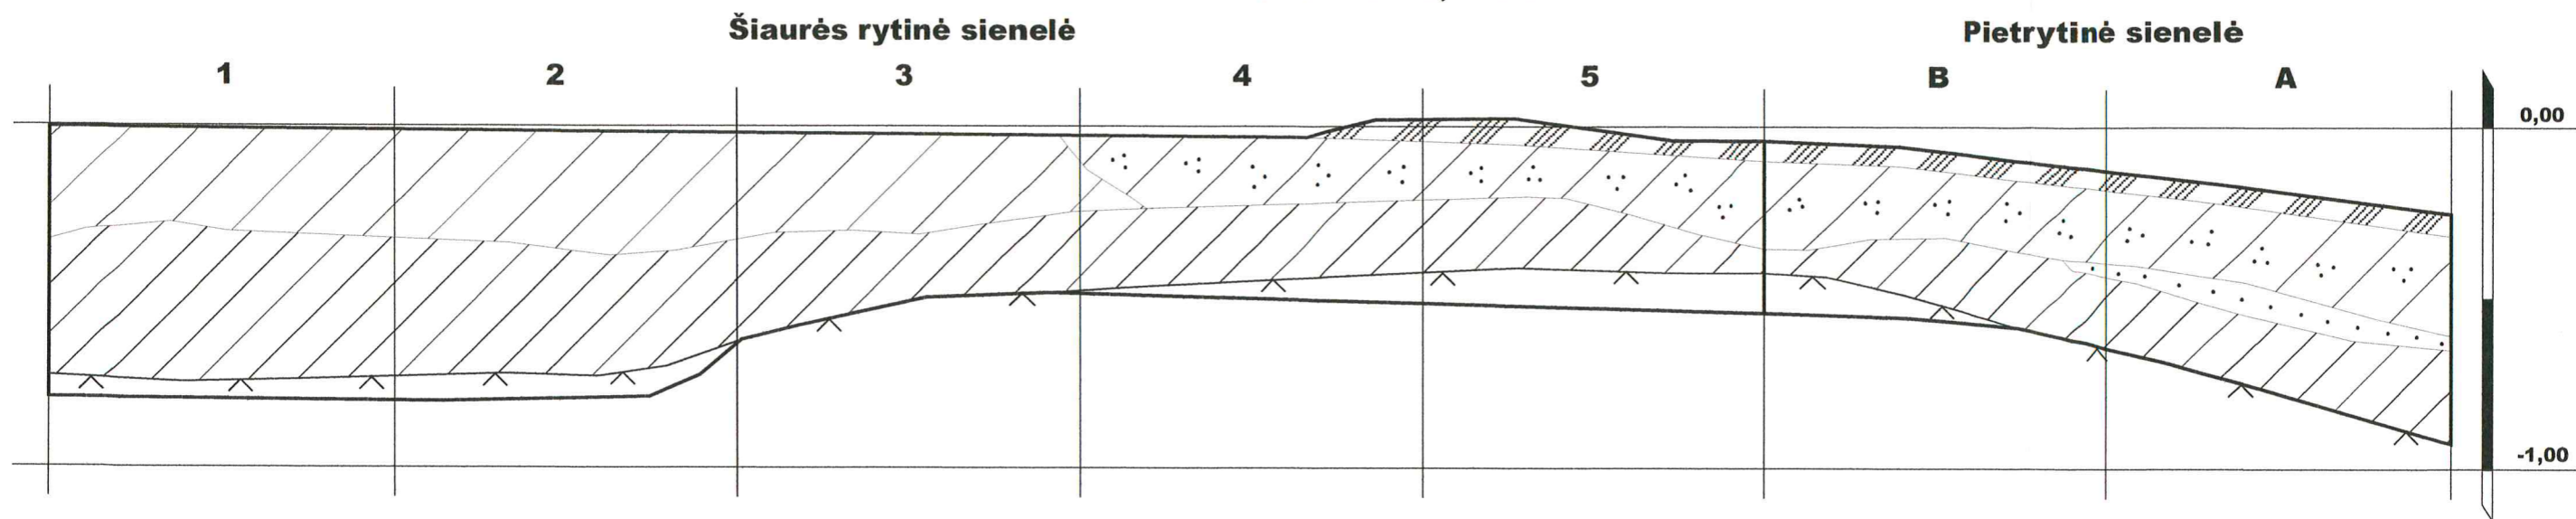 Šiaurės rytinė sienelė Pietrytinė sienelė
1 2 3 4 5 B A
0,00
-1,00